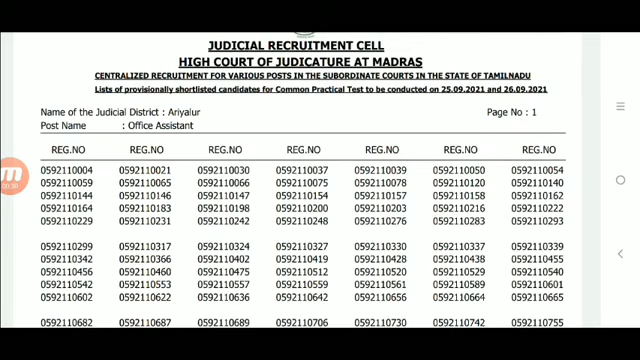 JUDICIAL RECRUITMENT CELL
HIGH COURT OF JUDICATURE AT MADRAS
CENTRALIZED RECRUITMENT FOR VARIOUS POSTS IN THE SUBORDINATE COURTS IN THE STATE OF TAMILNADU
Lists of provisionally shortlisted candidates for Common Practical Test to be conducted on 25.09.2021 and 26.09.2021
Name of the Judicial District : Ariyalur Page No : 1
Post Name : Office Assistant
REG.NO REG.NO REG.NO REG.NO REG.NO REG.NO REG.NO
0592110004 0592110021 0592110030 0592110037 0592110039 0592110050 0592110054
0592110059 0592110065 0592110066 0592110075 0592110078 0592110120 0592110140
0592110144 0592110146 0592110147 0592110154 0592110157 0592110158 0592110162
0592110164 0592110183 0592110198 0592110200 0592110203 0592110216 0592110222
0592110229 0592110231 0592110242 0592110248 0592110276 0592110283 0592110293
0592110299 0592110317 0592110324 0592110327 0592110330 0592110337 0592110339
0592110342 0592110366 0592110402 0592110419 0592110428 0592110438 0592110455
0592110456 0592110460 0592110475 0592110512 0592110520 0592110529 0592110540
0592110542 0592110553 0592110557 0592110559 0592110561 0592110589 0592110601
0592110602 0592110622 0592110636 0592110642 0592110656 0592110664 0592110665
0592110682 0592110687 0592110689 0592110706 0592110730 0592110742 0592110755
00:30